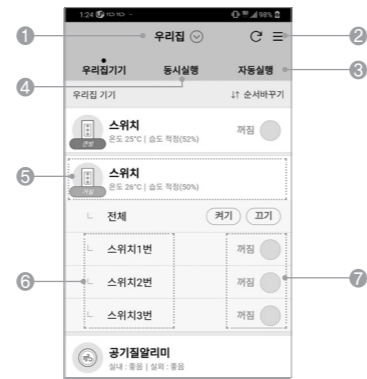 1:24
98%
1
우리집
2
우리집기기
동시실행
자동실행
3
4
우리집 기기
↓↑ 순서바꾸기
스위치
온도 25°C | 습도 적정(52%)
꺼짐
안방
5
스위치
온도 26°C | 습도 적정(50%)
거실
전체
켜기
끄기
6
스위치1번
꺼짐
7
스위치2번
꺼짐
스위치3번
꺼짐
공기질알리미
실내 : 좋음 | 실외 : 좋음